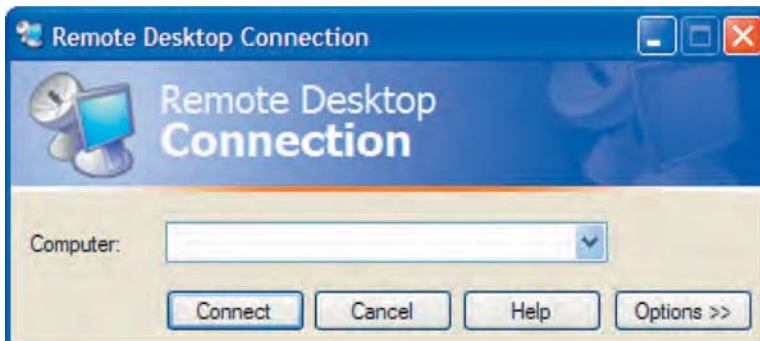 Remote Desktop Connection
Remote Desktop
Connection
Computer:
Connect Cancel Help Options >>